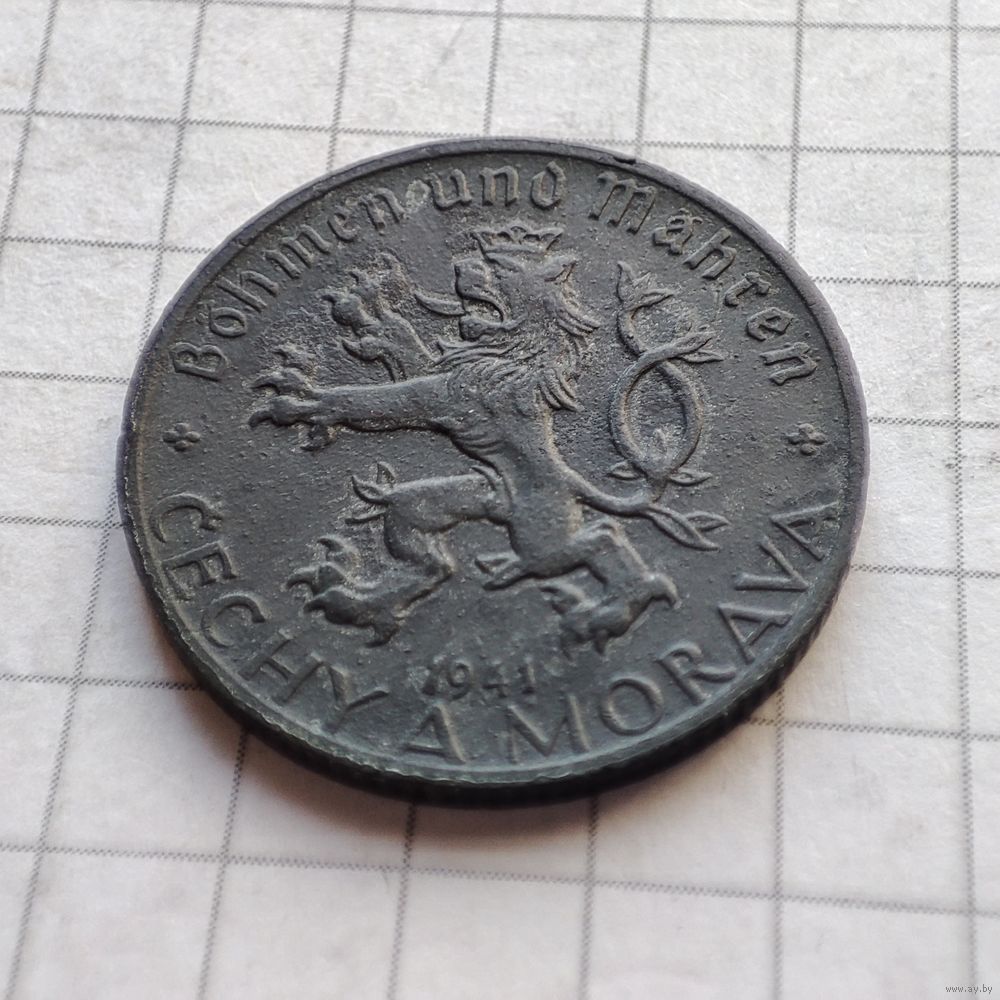 Böhmen und Mähren
ČECHY A MORAVA
1941
www.ay.by